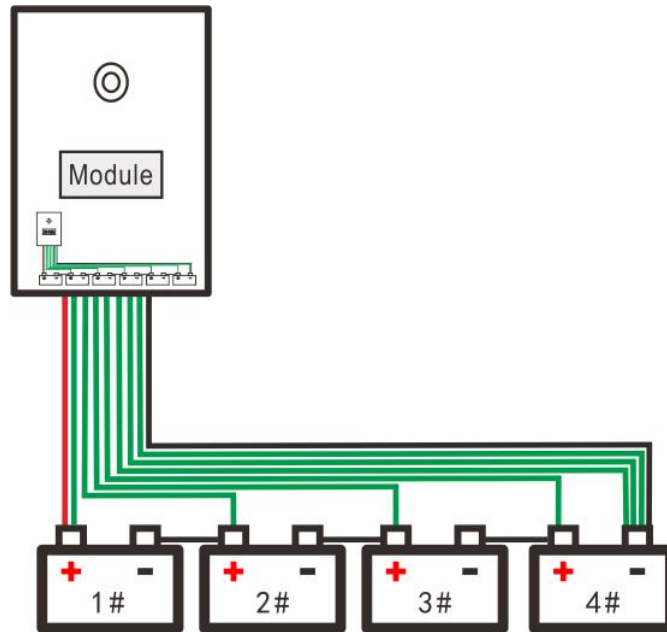 Module
+ - + - + - + -
1# 2# 3# 4#